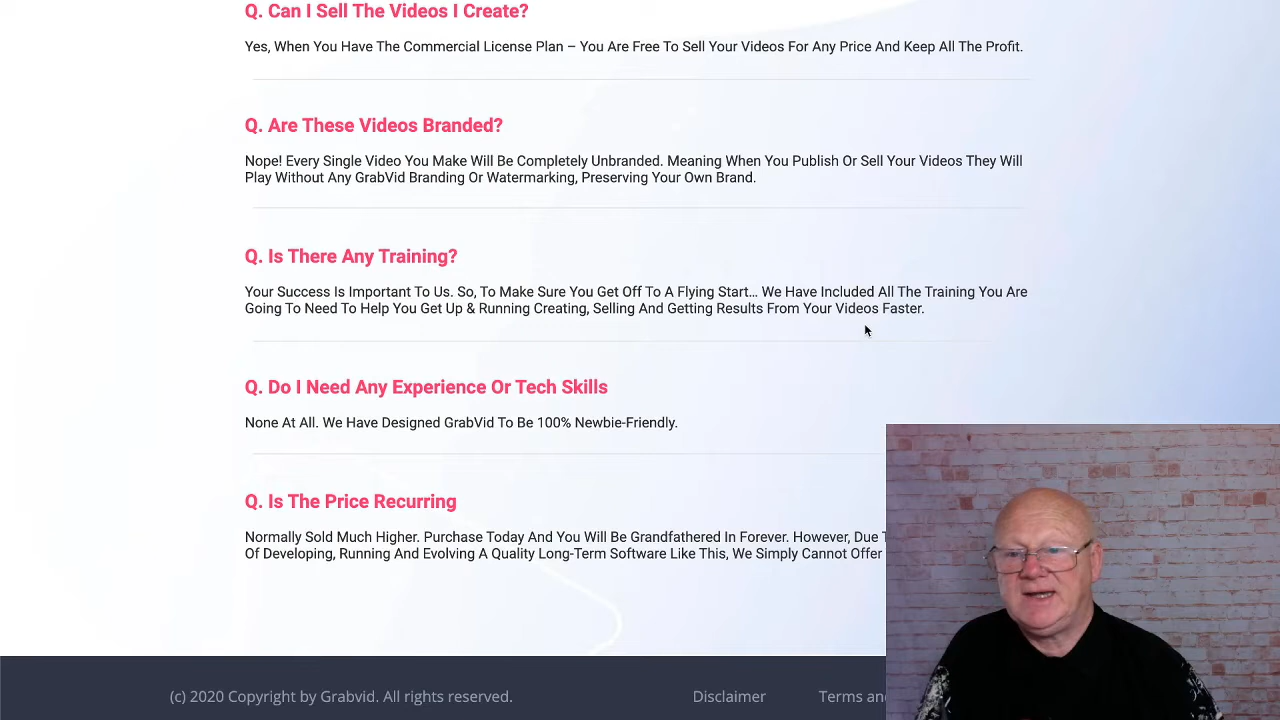 Q. Can I Sell The Videos I Create?
Yes, When You Have The Commercial License Plan – You Are Free To Sell Your Videos For Any Price And Keep All The Profit.
Q. Are These Videos Branded?
Nope! Every Single Video You Make Will Be Completely Unbranded. Meaning When You Publish Or Sell Your Videos They Will
Play Without Any GrabVid Branding Or Watermarking, Preserving Your Own Brand.
Q. Is There Any Training?
Your Success Is Important To Us. So, To Make Sure You Get Off To A Flying Start… We Have Included All The Training You Are
Going To Need To Help You Get Up & Running Creating, Selling And Getting Results From Your Videos Faster.
Q. Do I Need Any Experience Or Tech Skills
None At All. We Have Designed GrabVid To Be 100% Newbie-Friendly.
Q. Is The Price Recurring
Normally Sold Much Higher. Purchase Today And You Will Be Grandfathered In Forever. However, Due
Of Developing, Running And Evolving A Quality Long-Term Software Like This, We Simply Cannot Offer
(c) 2020 Copyright by Grabvid. All rights reserved.
Disclaimer
Terms